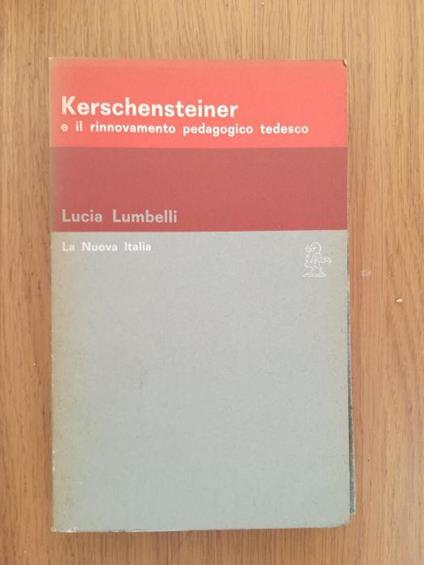 Kerschensteiner
e il rinnovamento pedagogico tedesco
Lucia Lumbelli
La Nuova Italia